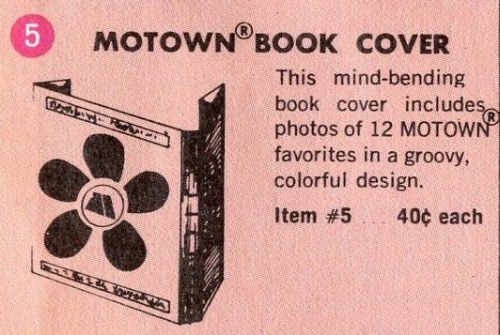 5
MOTOWN® BOOK COVER
This mind-bending
book cover includes
photos of 12 MOTOWN®
favorites in a groovy,
colorful design.
Item #5 ... 40¢ each